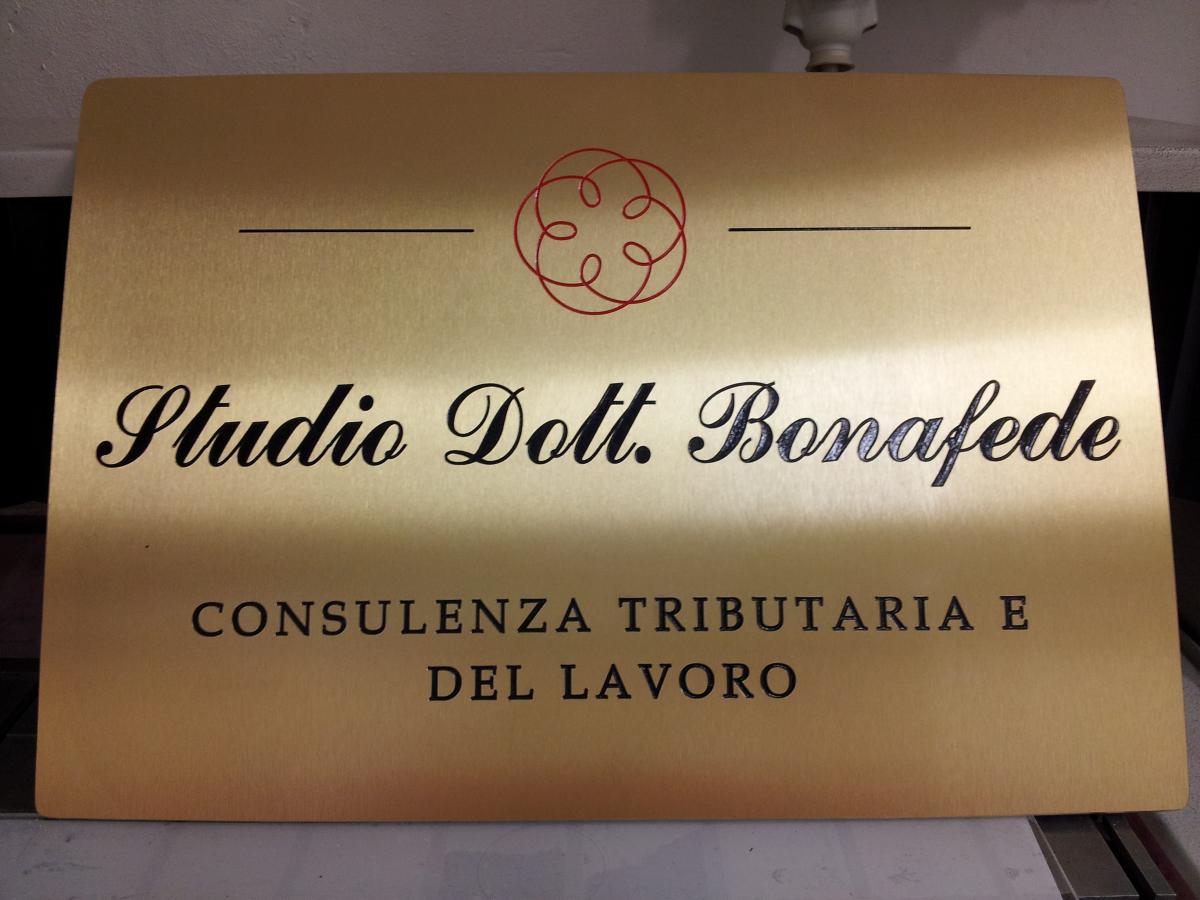 Studio Dott. Bonafede
CONSULENZA TRIBUTARIA E
DEL LAVORO